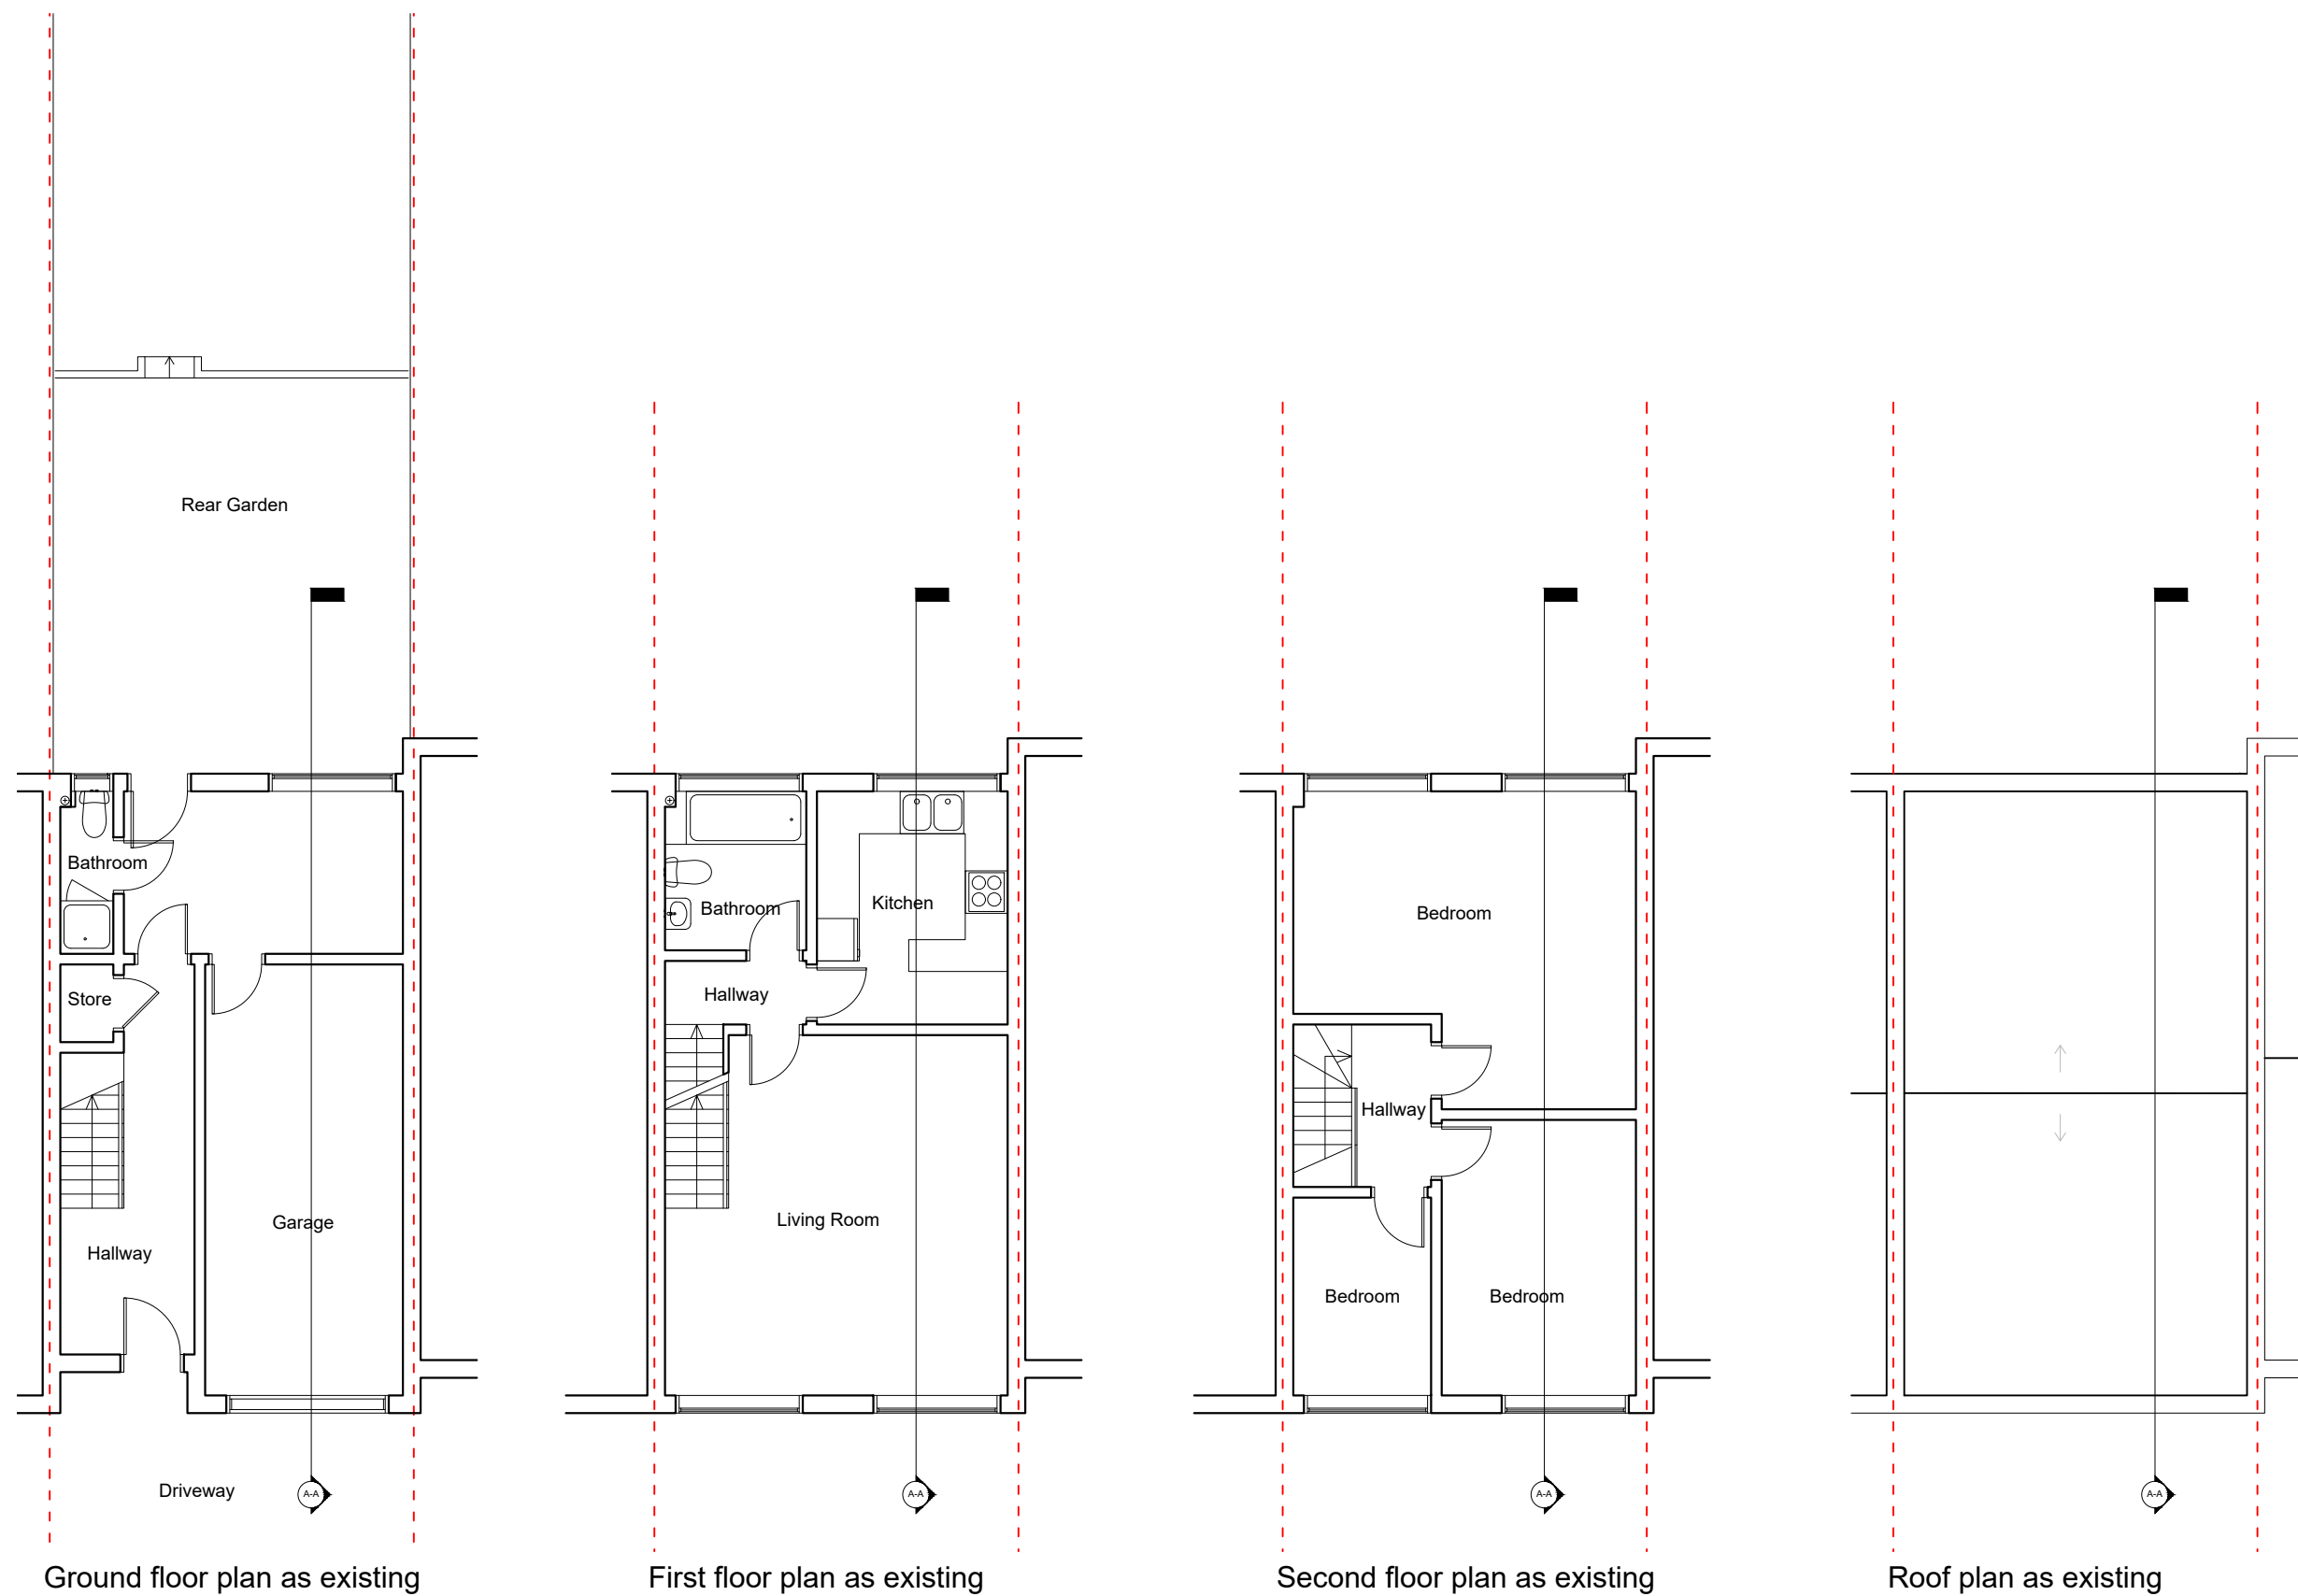 Rear Garden
Bathroom
Store
Garage
Hallway
Driveway
A-A
Ground floor plan as existing
Bathroom
Kitchen
Hallway
Living Room
A-A
First floor plan as existing
Bedroom
Hallway
Bedroom
Bedroom
A-A
Second floor plan as existing
A-A
Roof plan as existing